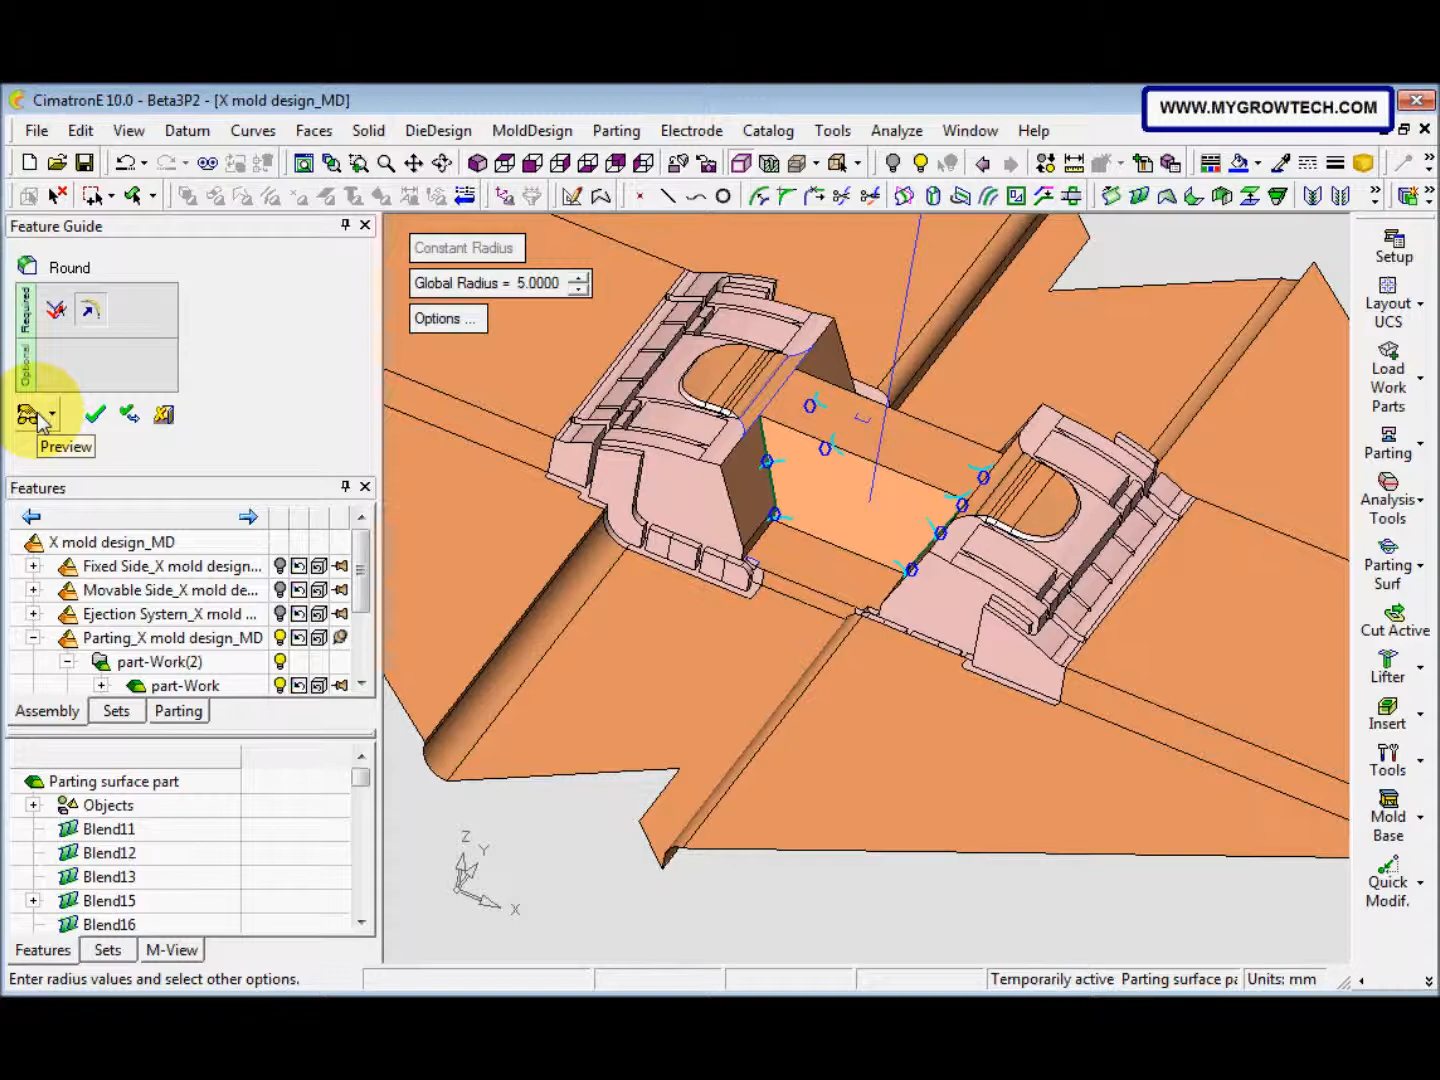 CimatronE 10.0 - Beta3P2 - [X mold design_MD]
WWW.MYGROWTECH.COM
File Edit View Datum Curves Faces Solid DieDesign MoldDesign Parting Electrode Catalog Tools Analyze Window Help
Feature Guide
Round
Required
Optional
Preview
Constant Radius
Global Radius = 5.0000
Options ...
Features
X mold design_MD
Fixed Side_X mold design...
Movable Side_X mold de...
Ejection System_X mold ...
Parting_X mold design_MD
part-Work(2)
part-Work
Assembly Sets Parting
Parting surface part
Objects
Blend11
Blend12
Blend13
Blend15
Blend16
Features Sets M-View
Z
Y
X
Setup
Layout
UCS
Load
Work
Parts
Parting
Analysis
Tools
Parting
Surf
Cut Active
Lifter
Insert
Tools
Mold
Base
Quick
Modif.
Enter radius values and select other options.
Temporarily active Parting surface pa
Units: mm